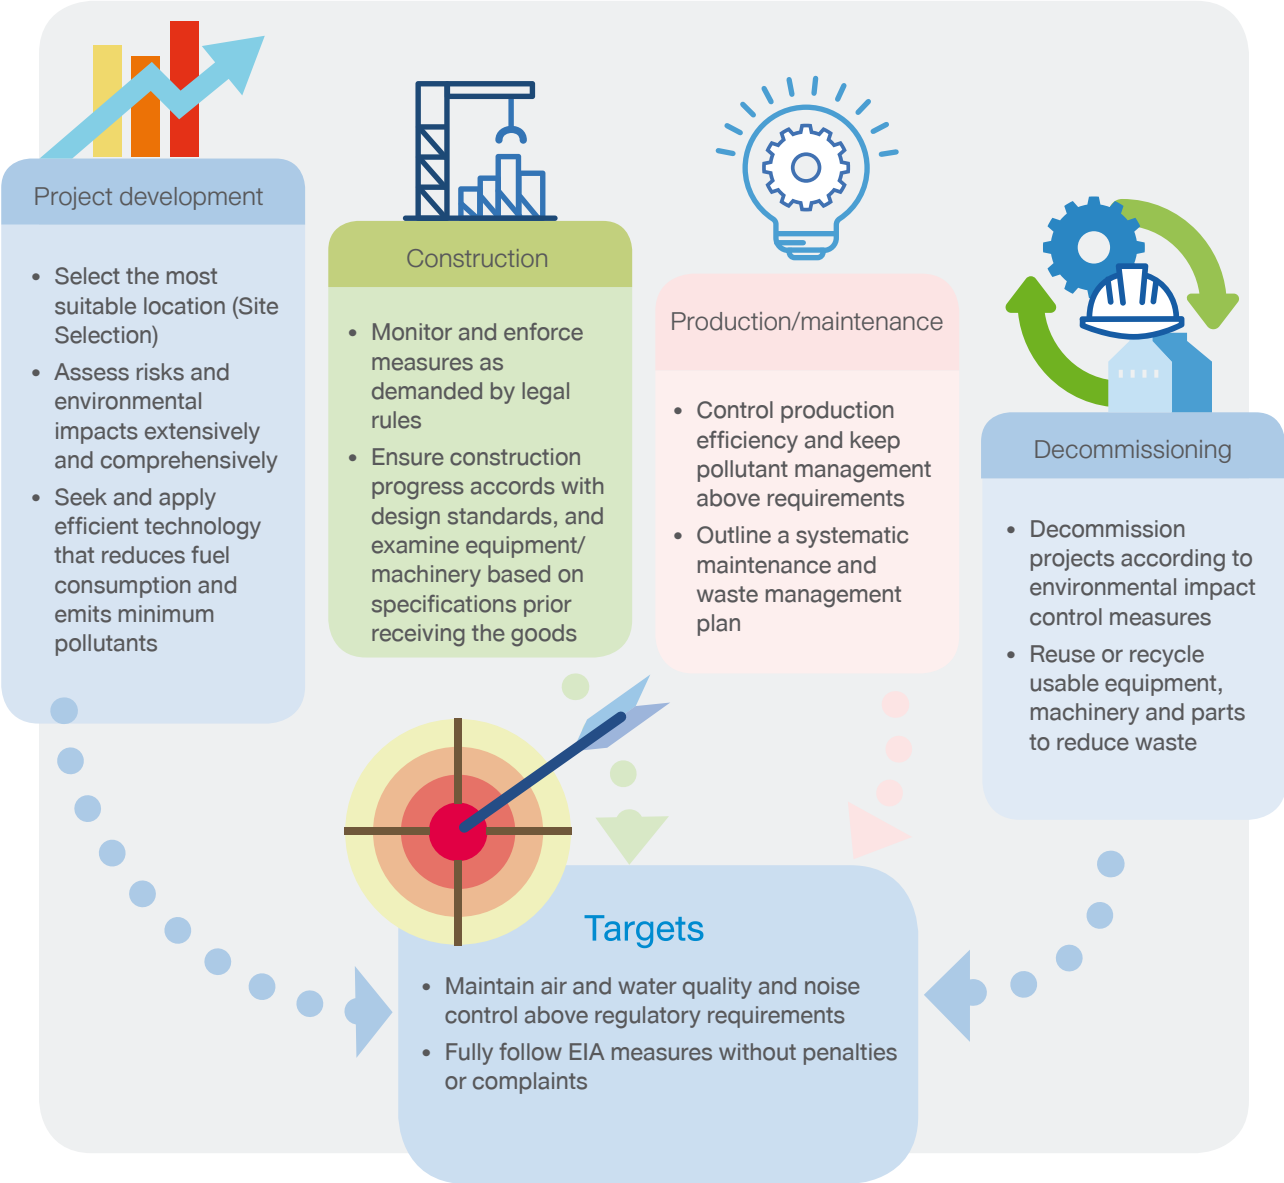 Project development
• Select the most
suitable location (Site
Selection)
• Assess risks and
environmental
impacts extensively
and comprehensively
• Seek and apply
efficient technology
that reduces fuel
consumption and
emits minimum
pollutants
Construction
• Monitor and enforce
measures as
demanded by legal
rules
• Ensure construction
progress accords with
design standards, and
examine equipment/
machinery based on
specifications prior
receiving the goods
Production/maintenance
• Control production
efficiency and keep
pollutant management
above requirements
• Outline a systematic
maintenance and
waste management
plan
Decommissioning
• Decommission
projects according to
environmental impact
control measures
• Reuse or recycle
usable equipment,
machinery and parts
to reduce waste
Targets
• Maintain air and water quality and noise
control above regulatory requirements
• Fully follow EIA measures without penalties
or complaints